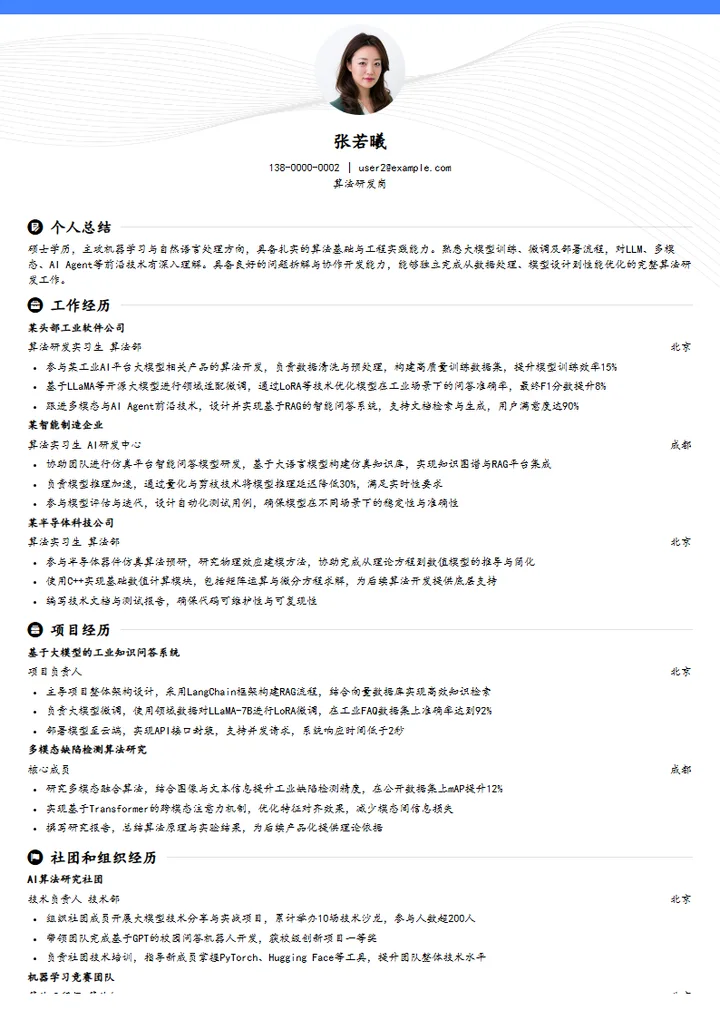 张若曦
138-0000-0002 | user2@example.com
算法研发岗
个人总结
硕士学历，主攻机器学习与自然语言处理方向，具备扎实的算法基础与工程实践能力。熟悉大模型训练、微调及部署流程，对LLM、多模
态、AI Agent等前沿技术有深入理解。具备良好的问题拆解与协作开发能力，能够独立完成从数据处理、模型设计到性能优化的完整算法研
发工作。
工作经历
某头部工业软件公司
算法研发实习生 算法部 北京
• 参与某工业AI平台大模型相关产品的算法开发，负责数据清洗与预处理，构建高质量训练数据集，提升模型训练效率15%
• 基于LLaMA等开源大模型进行领域适配微调，通过LoRA等技术优化模型在工业场景下的问答准确率，最终F1分数提升8%
• 跟进多模态与AI Agent前沿技术，设计并实现基于RAG的智能问答系统，支持文档检索与生成，用户满意度达90%
某智能制造企业
算法实习生 AI研发中心 成都
• 协助团队进行仿真平台智能问答模型研发，基于大语言模型构建仿真知识库，实现知识图谱与RAG平台集成
• 负责模型推理加速，通过量化与剪枝技术将模型推理延迟降低30%，满足实时性要求
• 参与模型评估与迭代，设计自动化测试用例，确保模型在不同场景下的稳定性与准确性
某半导体科技公司
算法实习生 算法部 北京
• 参与半导体器件仿真算法预研，研究物理效应建模方法，协助完成从理论方程到数值模型的推导与简化
• 使用C++实现基础数值计算模块，包括矩阵运算与微分方程求解，为后续算法开发提供底层支持
• 编写技术文档与测试报告，确保代码可维护性与可复现性
项目经历
基于大模型的工业知识问答系统
项目负责人 北京
• 主导项目整体架构设计，采用LangChain框架构建RAG流程，结合向量数据库实现高效知识检索
• 负责大模型微调，使用领域数据对LLaMA-7B进行LoRA微调，在工业FAQ数据集上准确率达到92%
• 部署模型至云端，实现API接口封装，支持并发请求，系统响应时间低于2秒
多模态缺陷检测算法研究
核心成员 成都
• 研究多模态融合算法，结合图像与文本信息提升工业缺陷检测精度，在公开数据集上mAP提升12%
• 实现基于Transformer的跨模态注意力机制，优化特征对齐效果，减少模态间信息损失
• 撰写研究报告，总结算法原理与实验结果，为后续产品化提供理论依据
社团和组织经历
AI算法研究社团
技术负责人 技术部 北京
• 组织社团成员开展大模型技术分享与实战项目，累计举办10场技术沙龙，参与人数超200人
• 带领团队完成基于GPT的校园问答机器人开发，获校级创新项目一等奖
• 负责社团技术培训，指导新成员掌握PyTorch、Hugging Face等工具，提升团队整体技术水平
机器学习竞赛团队